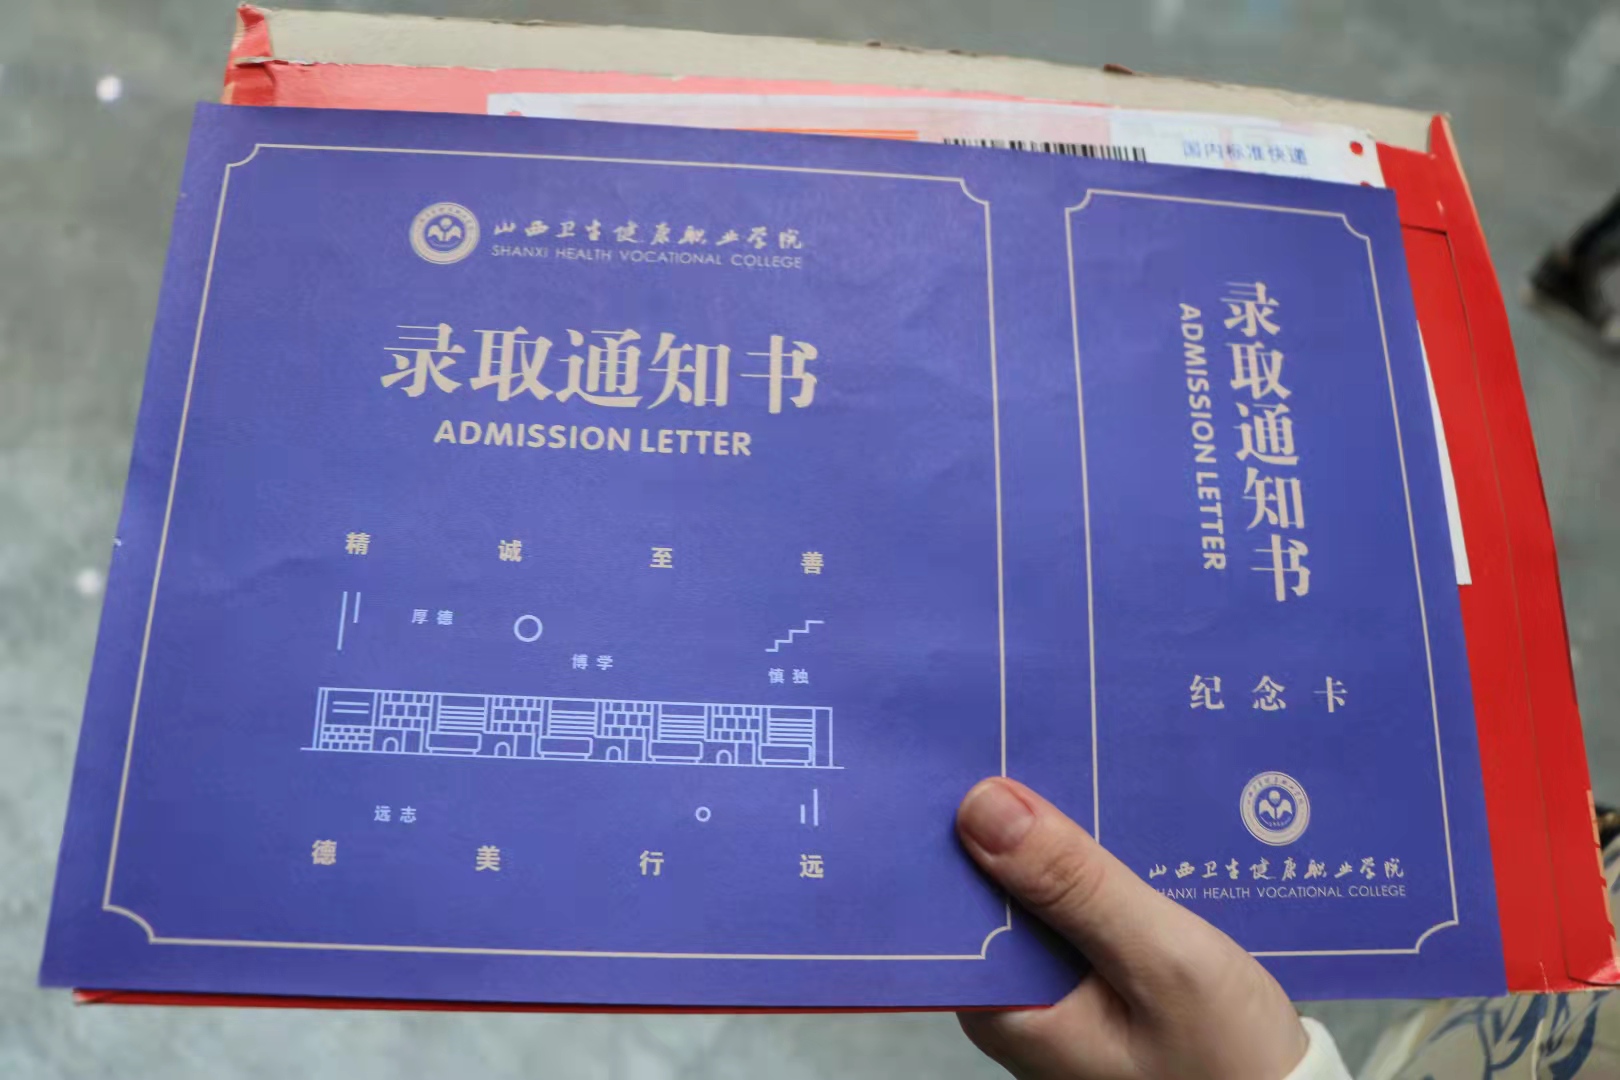 国内标准快递
山西卫生健康职业学院
SHANXI HEALTH VOCATIONAL COLLEGE
录取通知书
ADMISSION LETTER
精 诚 至 善
厚德
博学
慎独
远志
德 美 行 远
录取通知书
ADMISSION LETTER
纪念卡
山西卫生健康职业学院
HEALTH VOCATIONAL COLLEGE